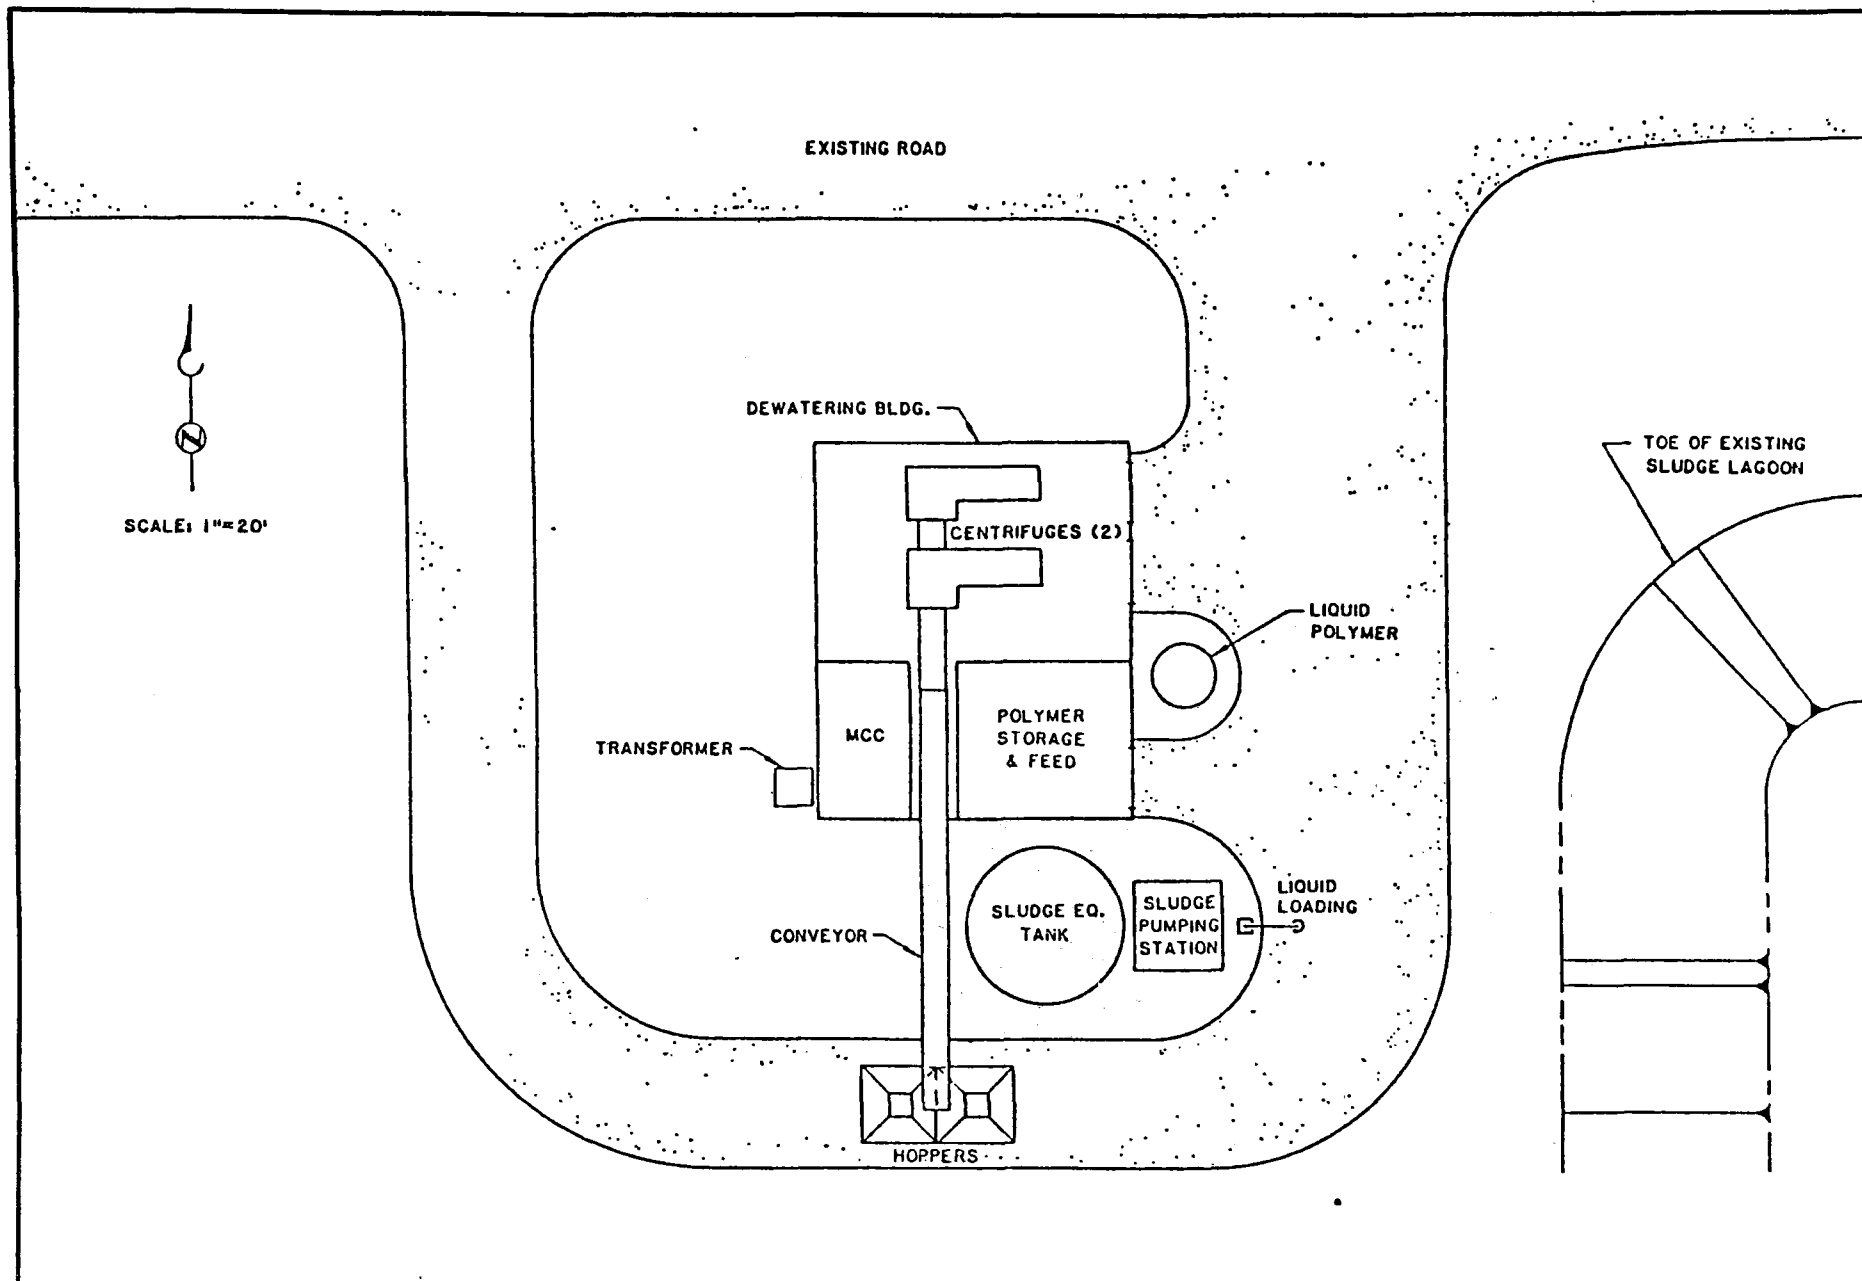 EXISTING ROAD
DEWATERING BLDG.
TOE OF EXISTING
SLUDGE LAGOON
N
SCALE: 1"=20'
CENTRIFUGES (2)
LIQUID
POLYMER
MCC
POLYMER
STORAGE
& FEED
TRANSFORMER
SLUDGE EQ.
TANK
SLUDGE
PUMPING
STATION
LIQUID
LOADING
CONVEYOR
HOPPERS